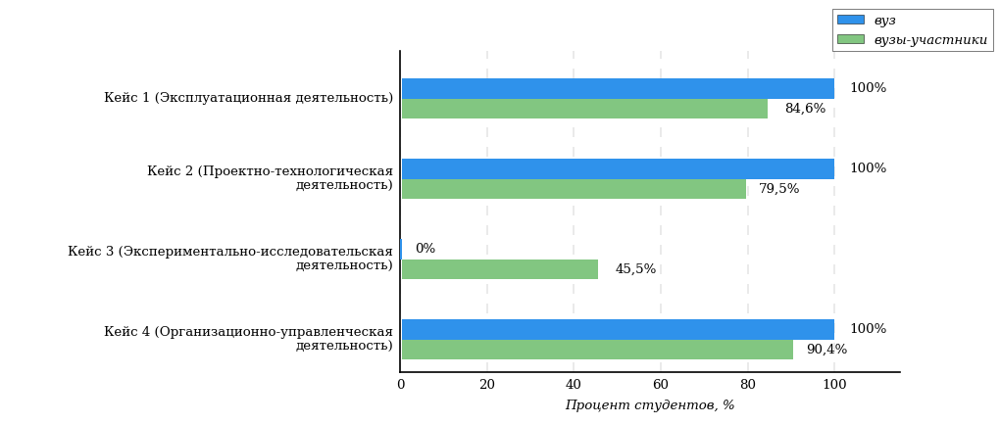 вуз
вузы-участники
Кейс 1 (Эксплуатационная деятельность)
100%
84,6%
Кейс 2 (Проектно-технологическая
деятельность)
100%
79,5%
Кейс 3 (Экспериментально-исследовательская
деятельность)
0%
45,5%
Кейс 4 (Организационно-управленческая
деятельность)
100%
90,4%
0 20 40 60 80 100
Процент студентов, %